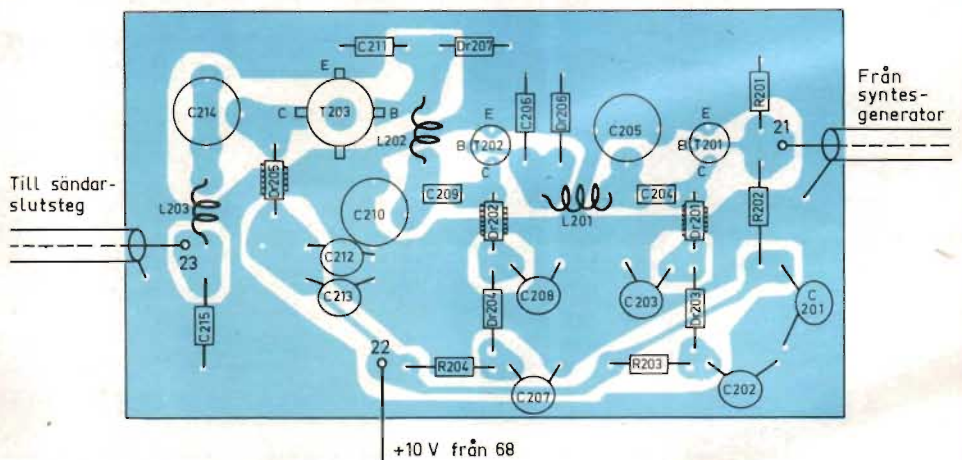 C211
Dr207
E
C214
C
T203
B
L202
C206
Dr206
C205
R201
Från
syntes-
generator
21
E
B
T202
C
E
B
T201
C
Till sändar-
slutsteg
Dr205
L203
C209
C210
Dr202
L201
C204
Dr201
R202
23
C212
C213
C208
C203
C
201
C215
Dr204
Dr203
22
R204
C207
R203
C202
+10 V från 68